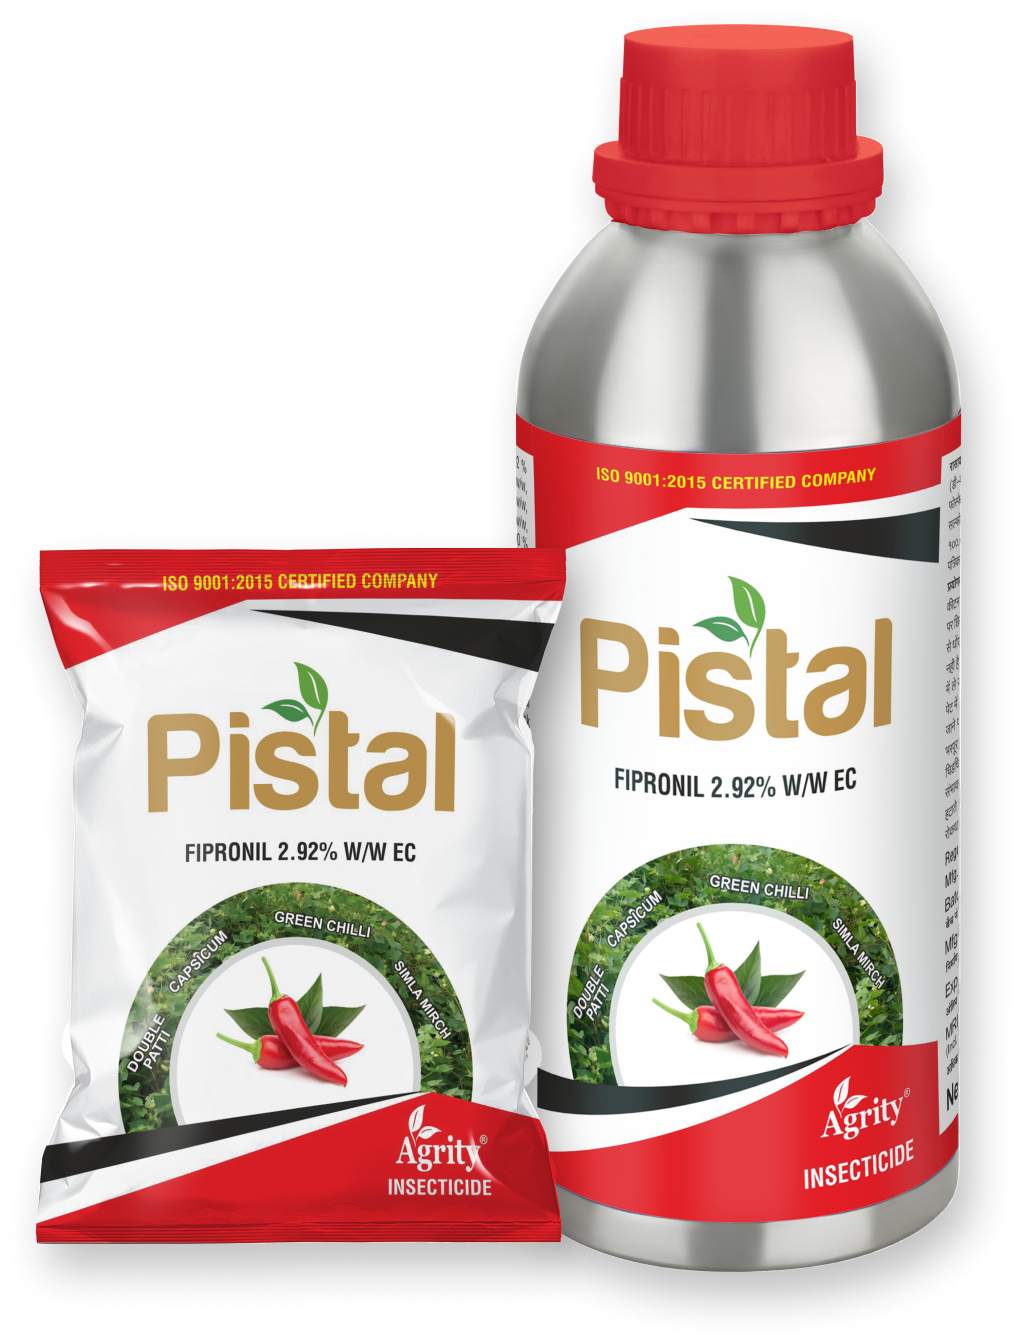 ISO 9001:2015 CERTIFIED COMPANY
Pistal
FIPRONIL 2.92% W/W EC
DOUBLE
PATTI
CAPSICUM
GREEN CHILLI
SIMLA MIRCH
Agrity®
INSECTICIDE
ISO 9001:2015 CERTIFIED COMPANY
Pistal
FIPRONIL 2.92% W/W EC
DOUBLE
PATTI
CAPSICUM
GREEN CHILLI
SIMLA MIRCH
Agrity®
INSECTICIDE